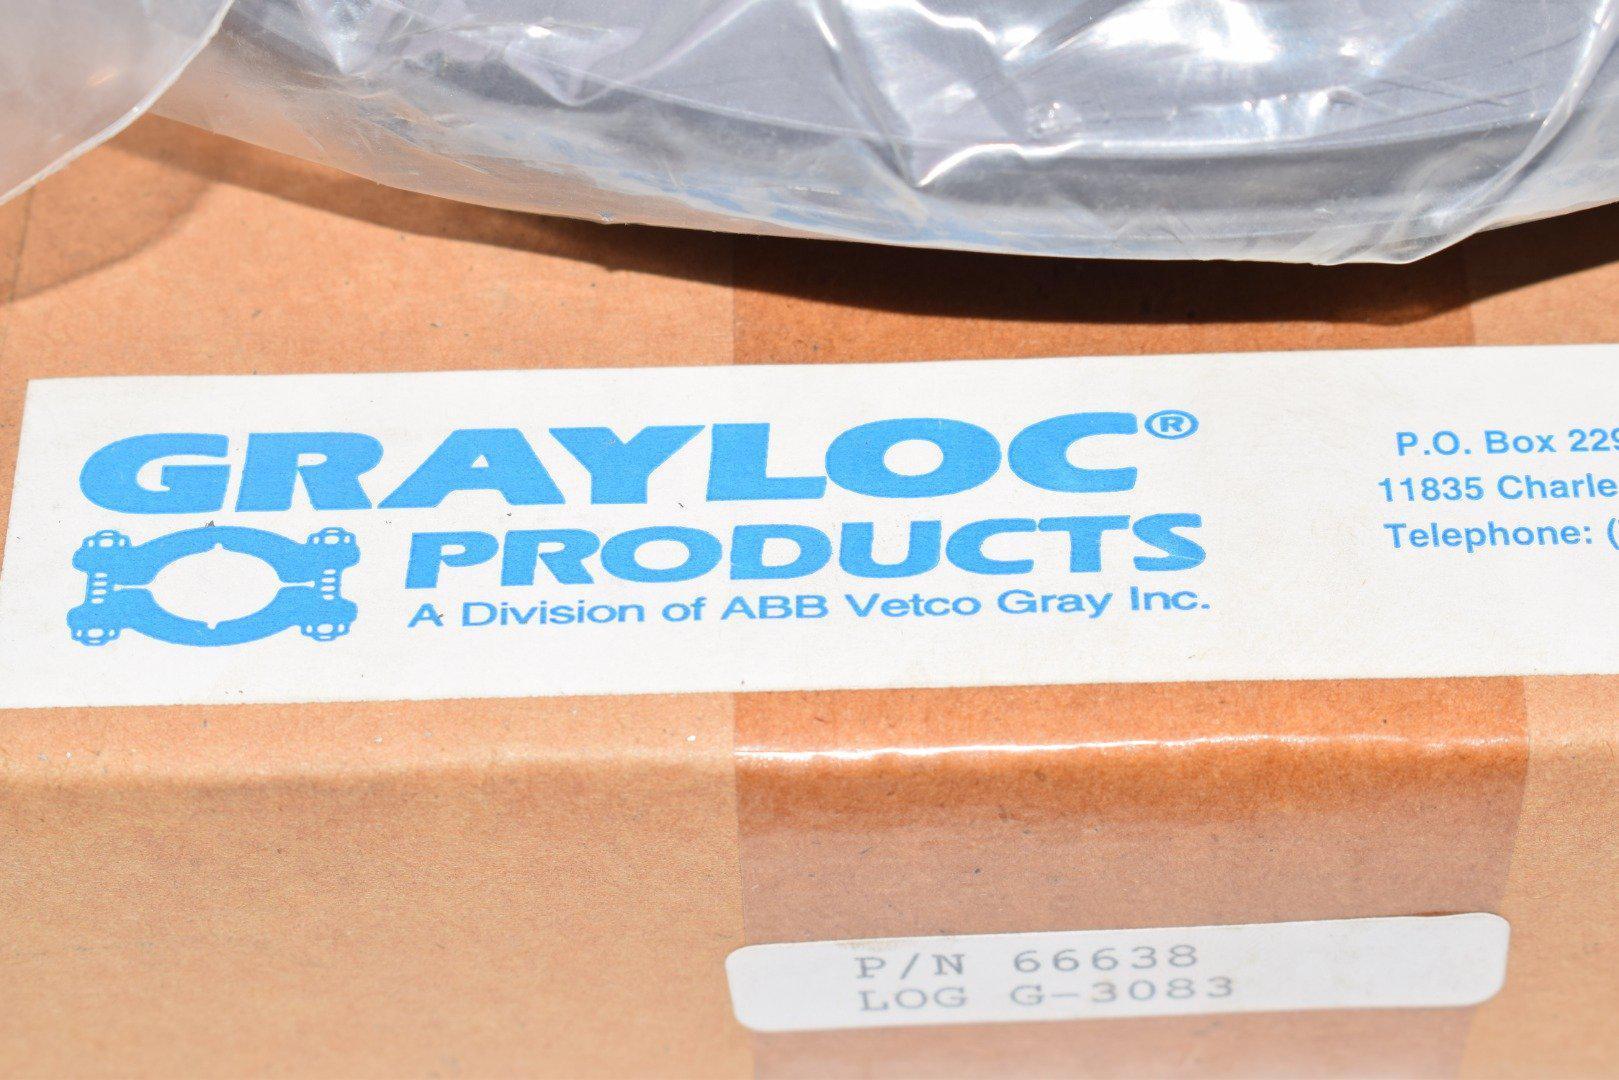 GRAYLOC®
PRODUCTS
A Division of ABB Vetco Gray Inc.
P.O. Box 229
11835 Charle
Telephone: (
P/N 66638
LOG G-3083